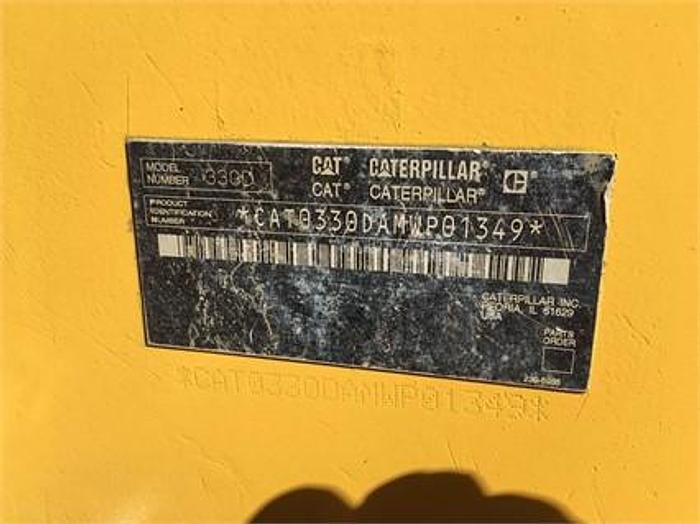 MODEL NUMBER 330D
CAT® CATERPILLAR®
CAT® CATERPILLAR®
C
PRODUCT IDENTIFICATION NUMBER *CAT0330DAMWP01349*
CATERPILLAR INC.
PEORIA, IL 61629
USA
PARTS
ORDER
*CAT0330DAMWP01349*